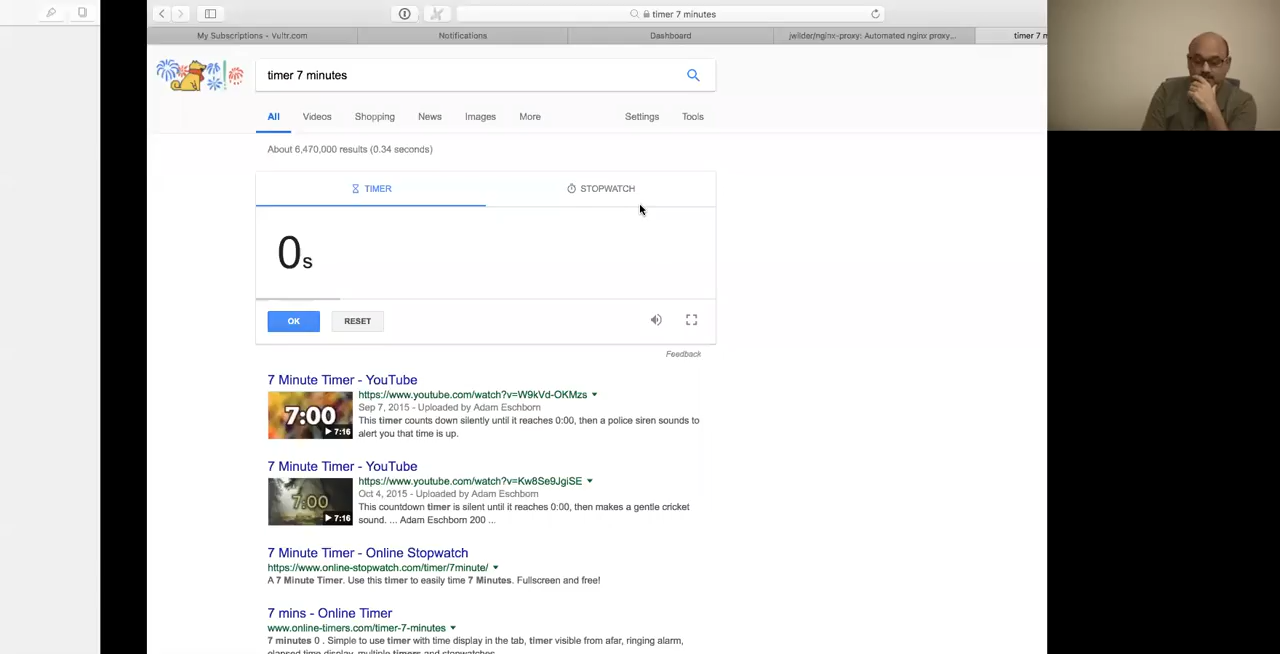 timer 7 minutes
My Subscriptions - Vultr.com
Notifications
Dashboard
jwilder/nginx-proxy: Automated nginx proxy...
timer 7 m
timer 7 minutes
All
Videos
Shopping
News
Images
More
Settings
Tools
About 6,470,000 results (0.34 seconds)
TIMER
STOPWATCH
0s
OK
RESET
Feedback
7 Minute Timer - YouTube
https://www.youtube.com/watch?v=W9kVd-OKMzs
Sep 7, 2015 - Uploaded by Adam Eschborn
This timer counts down silently until it reaches 0:00, then a police siren sounds to
alert you that time is up.
7:00
7:16
7 Minute Timer - YouTube
https://www.youtube.com/watch?v=Kw8Se9JgiSE
Oct 4, 2015 - Uploaded by Adam Eschborn
This countdown timer is silent until it reaches 0:00, then makes a gentle cricket
sound. ... Adam Eschborn 200 ...
7:00
7:16
7 Minute Timer - Online Stopwatch
https://www.online-stopwatch.com/timer/7minute/
A 7 Minute Timer. Use this timer to easily time 7 Minutes. Fullscreen and free!
7 mins - Online Timer
www.online-timers.com/timer-7-minutes
7 minutes 0 . Simple to use timer with time display in the tab, timer visible from afar, ringing alarm,
elapsed time display, multiple timers and stopwatches.